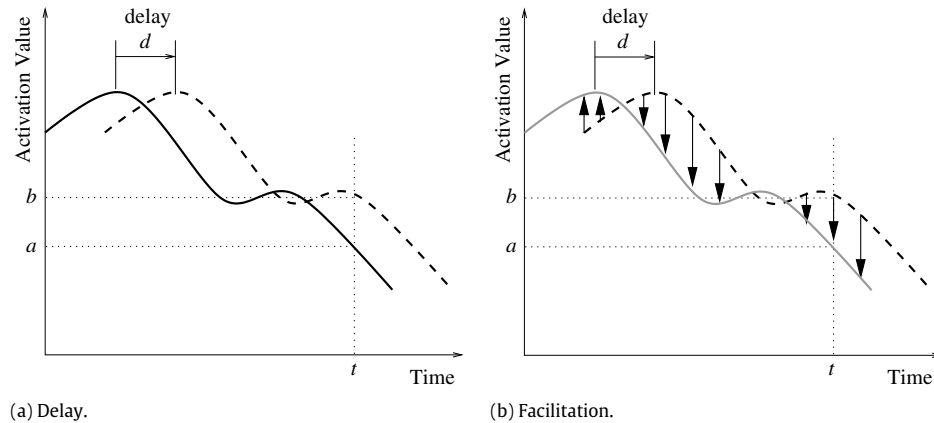 delay
d
Activation Value
b
a
t
Time
(a) Delay.
delay
d
Activation Value
b
a
t
Time
(b) Facilitation.